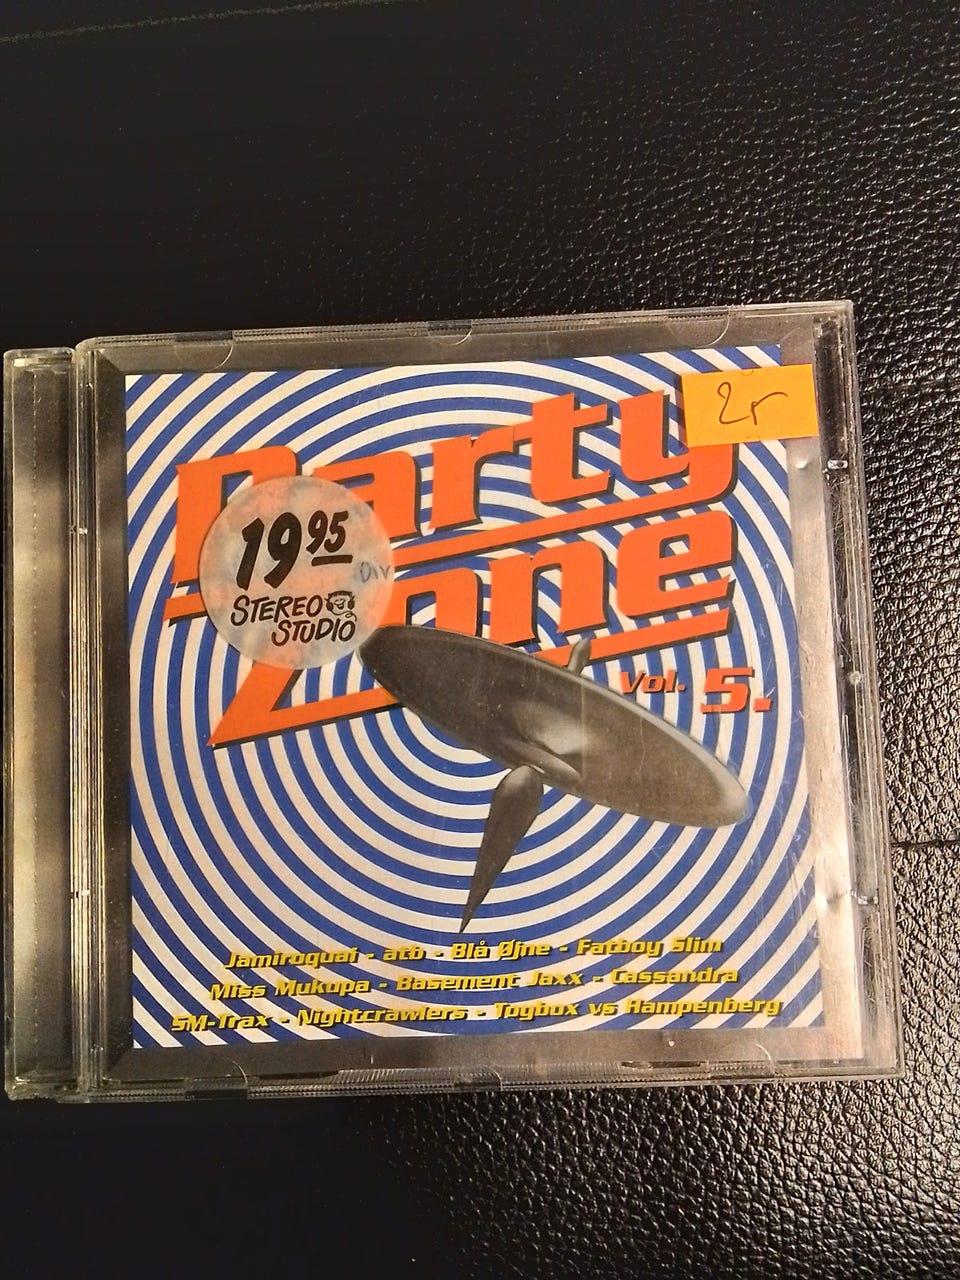 Party
Zone
2r
19 95
DIV
STEREO
STUDIO
Vol. 5.
Jamiroquai - atb - Blå Øjne - Fatboy Slim
Miss Mukupa - Basement Jaxx - Cassandra
SM-Trax - Nightcrawlers - Toybox vs Hampenberg